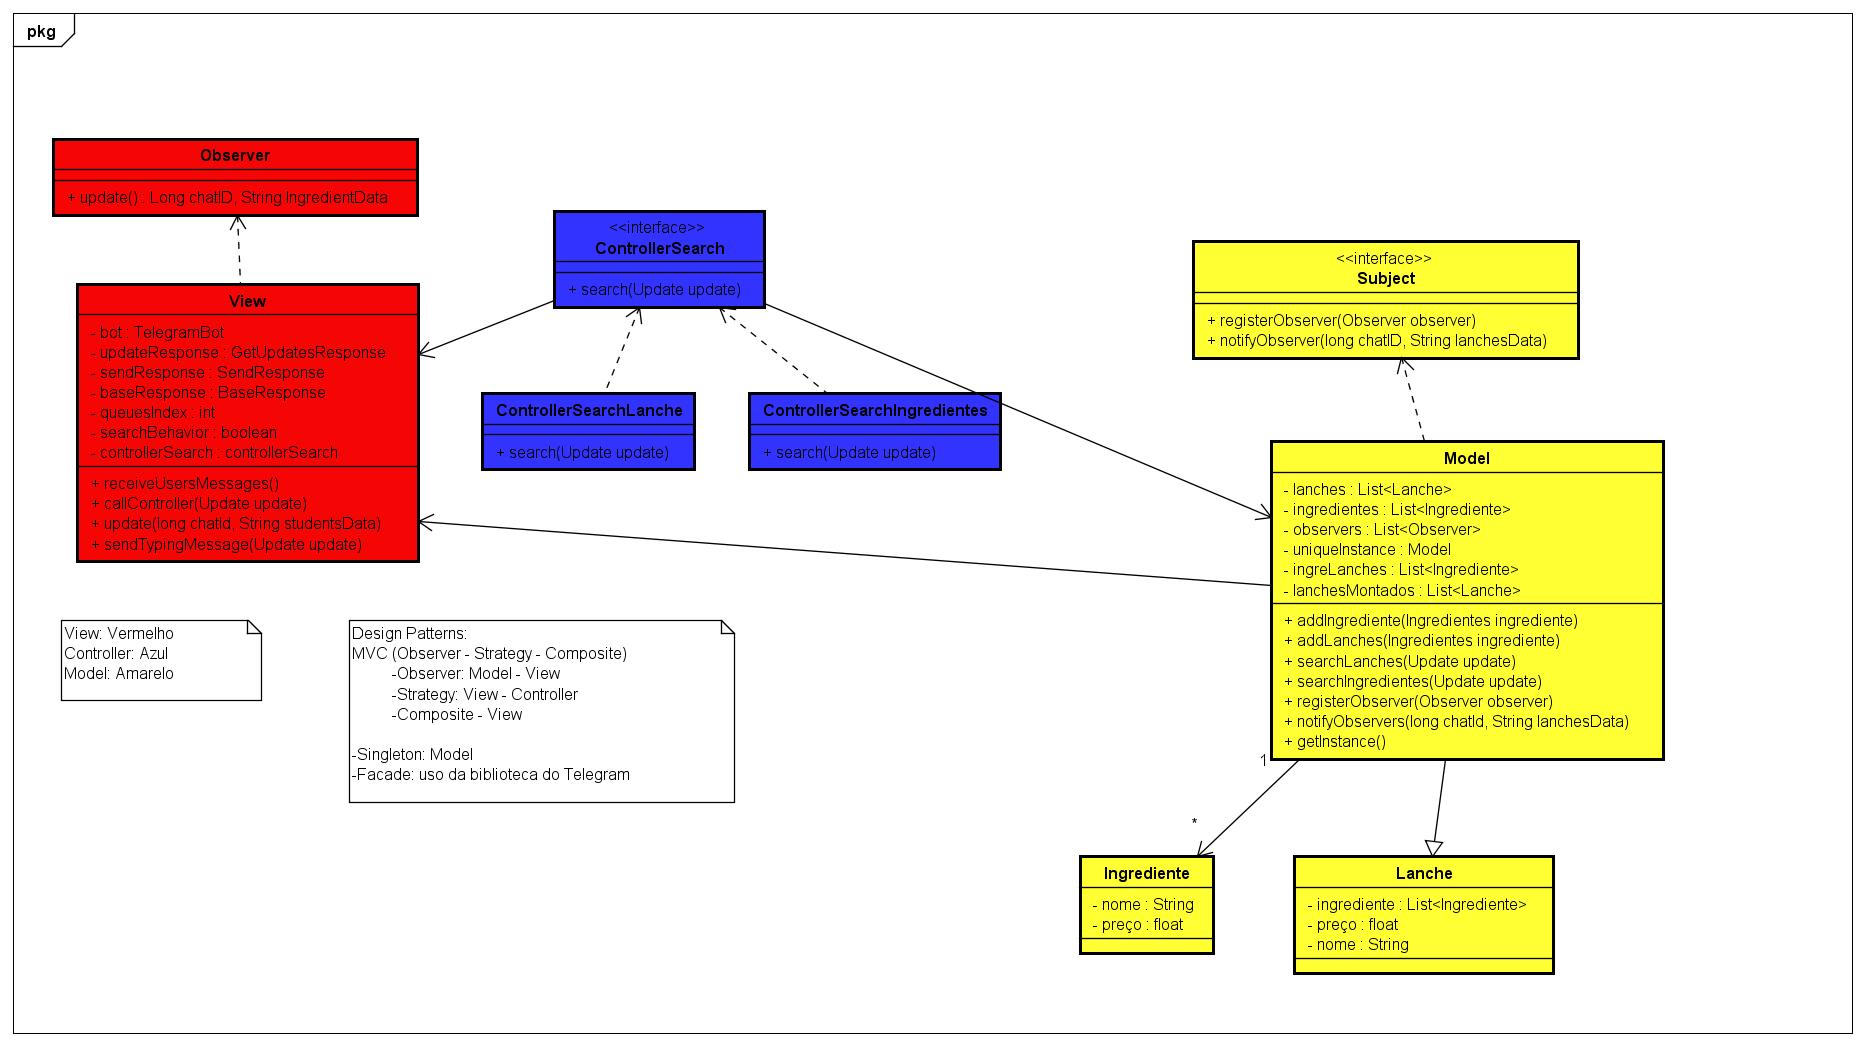 pkg
Observer
+ update() : Long chatID, String IngredientData
View
- bot : TelegramBot
- updateResponse : GetUpdatesResponse
- sendResponse : SendResponse
- baseResponse : BaseResponse
- queuesIndex : int
- searchBehavior : boolean
- controllerSearch : controllerSearch
+ receiveUsersMessages()
+ callController(Update update)
+ update(long chatId, String studentsData)
+ sendTypingMessage(Update update)
<<interface>>
ControllerSearch
+ search(Update update)
ControllerSearchLanche
+ search(Update update)
ControllerSearchIngredientes
+ search(Update update)
<<interface>>
Subject
+ registerObserver(Observer observer)
+ notifyObserver(long chatID, String lanchesData)
Model
- lanches : List<Lanche>
- ingredientes : List<Ingrediente>
- observers : List<Observer>
- uniqueInstance : Model
- ingreLanches : List<Ingrediente>
- lanchesMontados : List<Lanche>
+ addIngrediente(Ingredientes ingrediente)
+ addLanches(Ingredientes ingrediente)
+ searchLanches(Update update)
+ searchIngredientes(Update update)
+ registerObserver(Observer observer)
+ notifyObservers(long chatId, String lanchesData)
+ getInstance()
1
*
Ingrediente
- nome : String
- preço : float
Lanche
- ingrediente : List<Ingrediente>
- preço : float
- nome : String
View: Vermelho
Controller: Azul
Model: Amarelo
Design Patterns:
MVC (Observer - Strategy - Composite)
-Observer: Model - View
-Strategy: View - Controller
-Composite - View
-Singleton: Model
-Facade: uso da biblioteca do Telegram